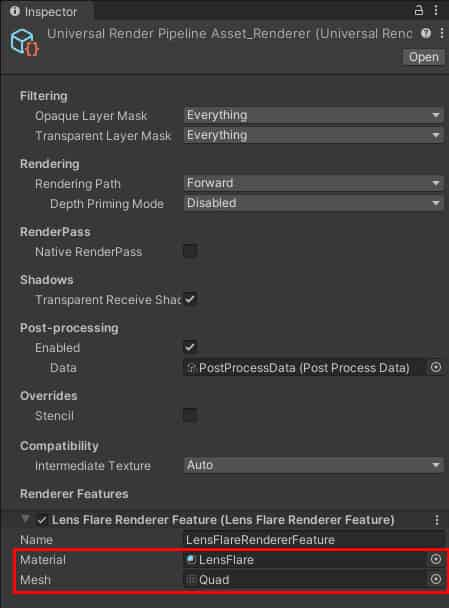 Inspector
Universal Render Pipeline Asset_Renderer (Universal Renc
Open
Filtering
Opaque Layer Mask Everything
Transparent Layer Mask Everything
Rendering
Rendering Path Forward
Depth Priming Mode Disabled
RenderPass
Native RenderPass
Shadows
Transparent Receive Shac
Post-processing
Enabled
Data PostProcessData (Post Process Data)
Overrides
Stencil
Compatibility
Intermediate Texture Auto
Renderer Features
Lens Flare Renderer Feature (Lens Flare Renderer Feature)
Name LensFlareRendererFeature
Material LensFlare
Mesh Quad